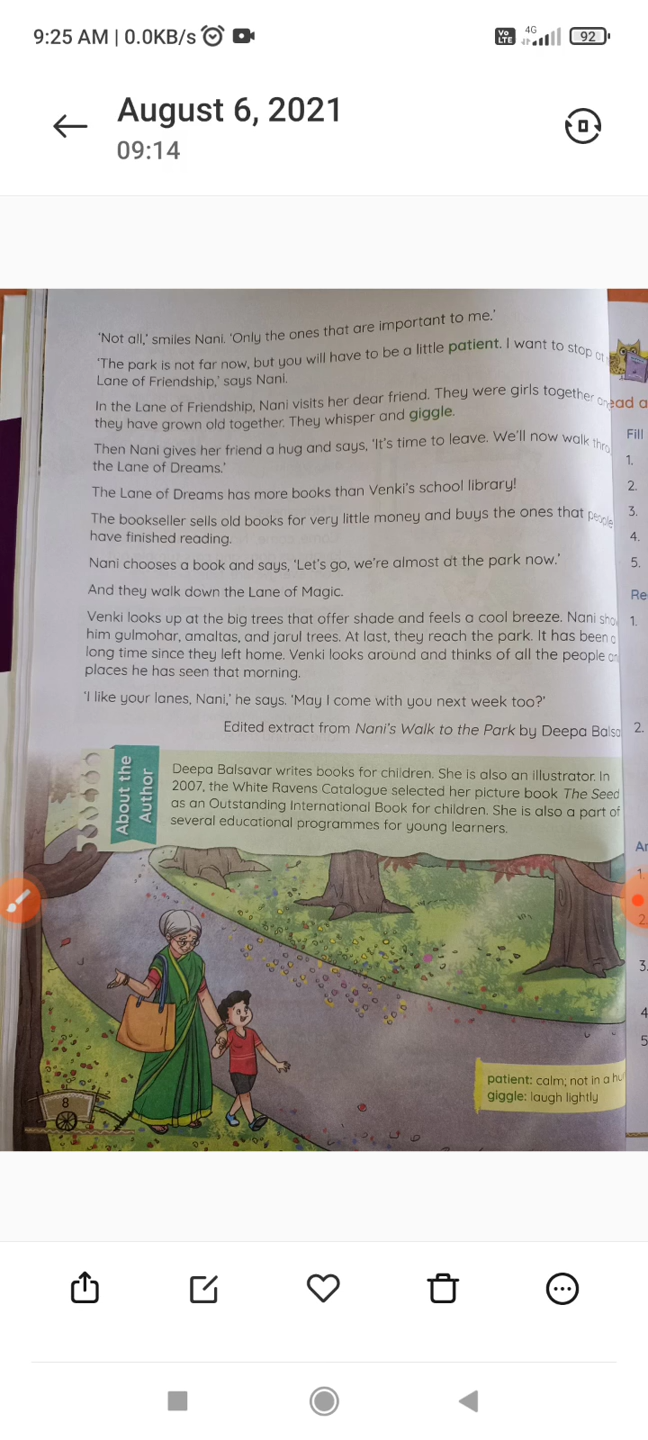 9:25 AM | 0.0KB/s
Vo LTE 4G 92
August 6, 2021
09:14
'Not all,' smiles Nani. 'Only the ones that are important to me.'
'The park is not far now, but you will have to be a little patient. I want to stop
Lane of Friendship,' says Nani.
In the Lane of Friendship, Nani visits her dear friend. They were girls together
they have grown old together. They whisper and giggle.
Then Nani gives her friend a hug and says, 'It's time to leave. We'll now walk
the Lane of Dreams.'
The Lane of Dreams has more books than Venki's school library!
The bookseller sells old books for very little money and buys the ones that people
have finished reading.
Nani chooses a book and says, 'Let's go, we're almost at the park now.'
And they walk down the Lane of Magic.
Venki looks up at the big trees that offer shade and feels a cool breeze. Nani
him gulmohar, amaltas, and jarul trees. At last, they reach the park. It has been
long time since they left home. Venki looks around and thinks of all the people
places he has seen that morning.
'I like your lanes, Nani,' he says. 'May I come with you next week too?'
Edited extract from Nani's Walk to the Park by Deepa
About the
Author
Deepa Balsavar writes books for children. She is also an illustrator. In
2007, the White Ravens Catalogue selected her picture book The Seed
as an Outstanding International Book for children. She is also a part of
several educational programmes for young learners.
patient: calm; not in a
giggle: laugh lightly
8
Fill
1.
2.
3.
4.
5.
1.
2.
1.
2.
3.
4
5